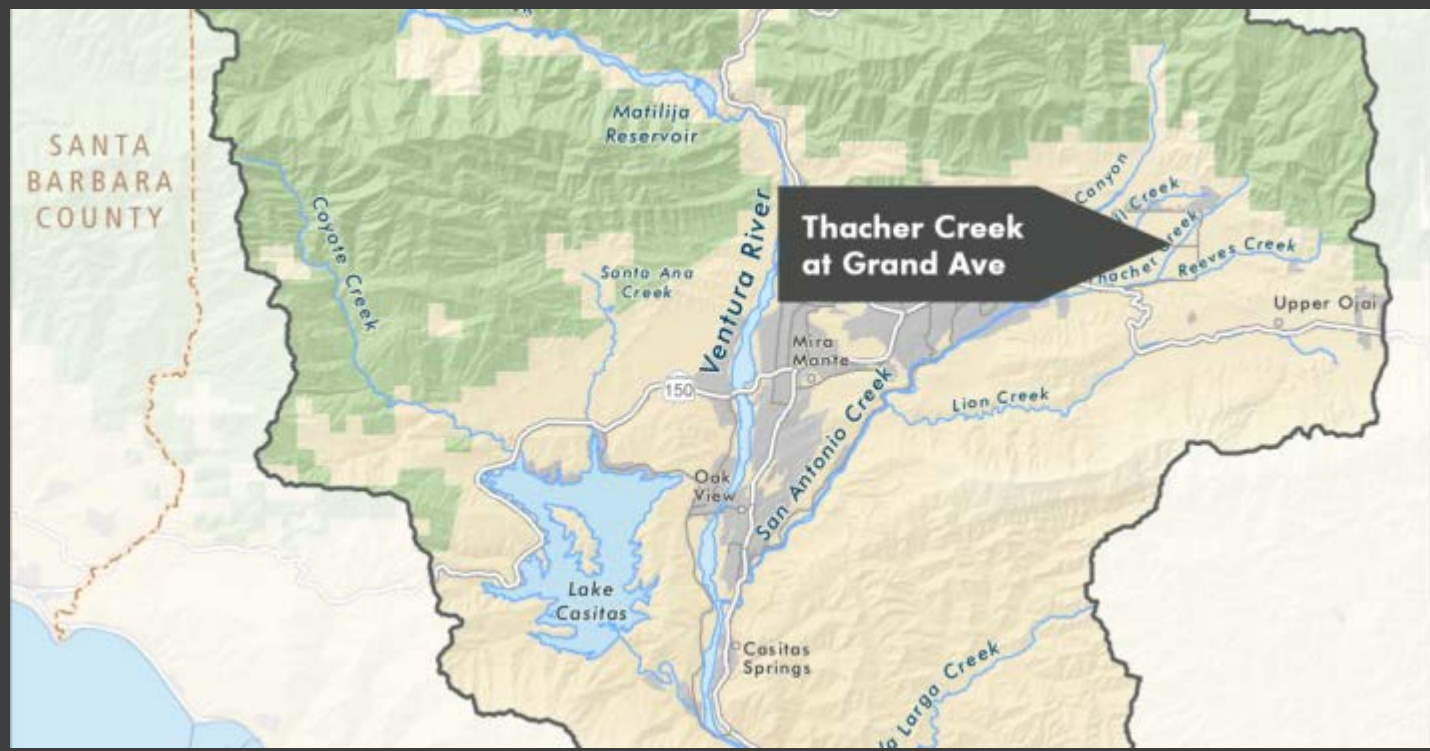 Matilija
Reservoir
SANTA
BARBARA
COUNTY
Coyote Creek
Santa Ana
Creek
Ventura River
Thacher Creek
at Grand Ave
Canyon
Creek
Thacher Creek
Reeves Creek
Upper Ojai
Mira
Monte
150
Lion Creek
San Antonio Creek
Oak
View
Lake
Casitas
Casitas
Springs
Larga Creek